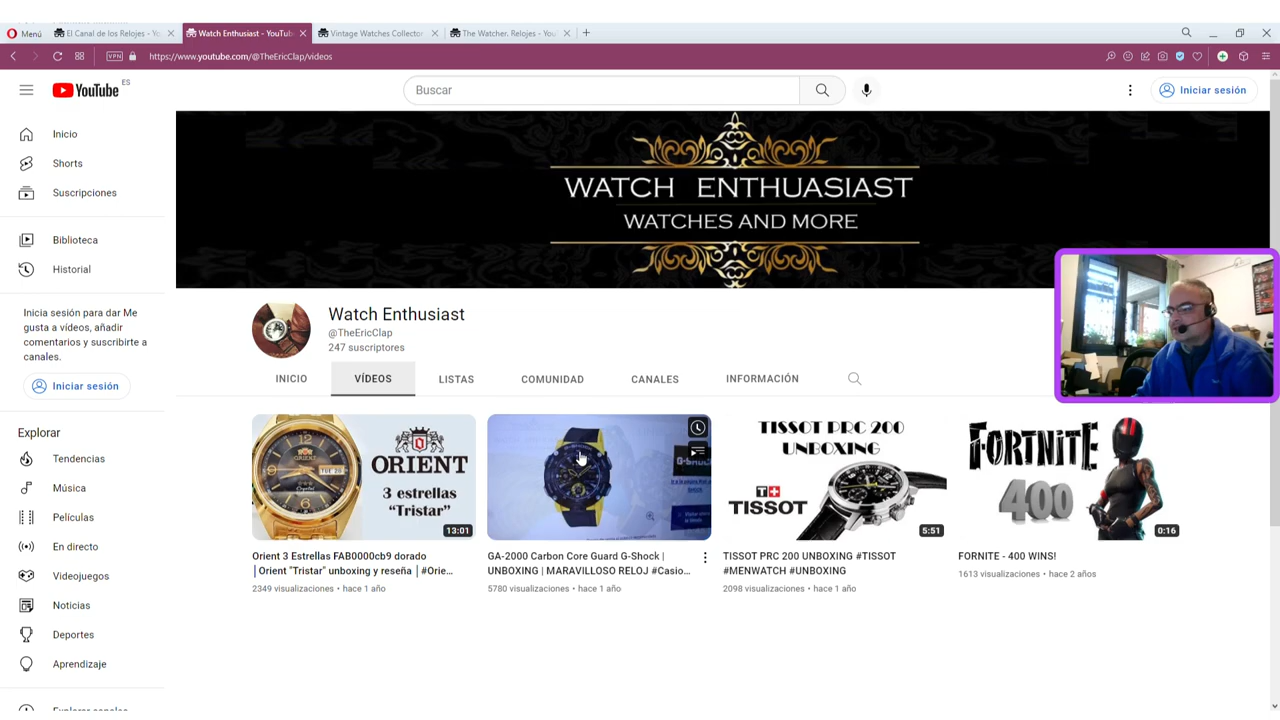 Menú
El Canal de los Relojes - Yo
Watch Enthusiast - YouTub
Vintage Watches Collector
The Watcher. Relojes - You
VPN
https://www.youtube.com/@TheEricClap/videos
YouTube ES
Buscar
Iniciar sesión
Inicio
Shorts
Suscripciones
Biblioteca
Historial
Inicia sesión para dar Me
gusta a vídeos, añadir
comentarios y suscribirte a
canales.
Iniciar sesión
Explorar
Tendencias
Música
Películas
En directo
Videojuegos
Noticias
Deportes
Aprendizaje
Explorar canales
WATCH ENTHUASIAST
WATCHES AND MORE
Watch Enthusiast
@TheEricClap
247 suscriptores
INICIO
VÍDEOS
LISTAS
COMUNIDAD
CANALES
INFORMACIÓN
ORIENT
3 estrellas
“Tristar”
13:01
Orient 3 Estrellas FAB0000cb9 dorado
│Orient "Tristar" unboxing y reseña │#Orie...
2349 visualizaciones • hace 1 año
GA-2000 Carbon Core Guard G-Shock |
UNBOXING | MARAVILLOSO RELOJ #Casio...
5780 visualizaciones • hace 1 año
TISSOT PRC 200
UNBOXING
TISSOT
5:51
TISSOT PRC 200 UNBOXING #TISSOT
#MENWATCH #UNBOXING
2098 visualizaciones • hace 1 año
FORTNITE
400
0:16
FORNITE - 400 WINS!
1613 visualizaciones • hace 2 años